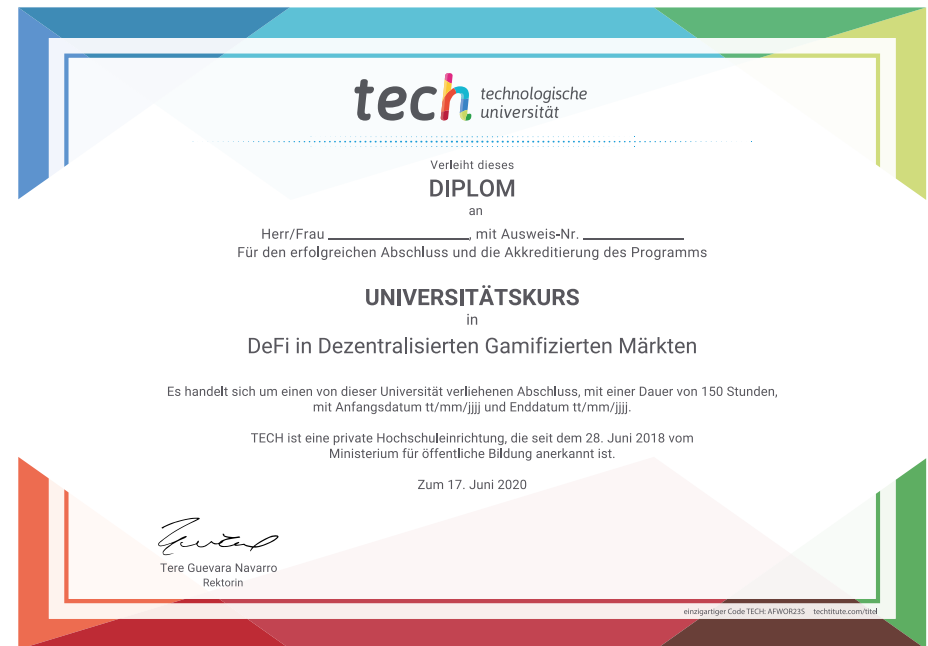 tech technologische
universität
Verleiht dieses
DIPLOM
an
Herr/Frau ____________________, mit Ausweis-Nr. ______________
Für den erfolgreichen Abschluss und die Akkreditierung des Programms
UNIVERSITÄTSKURS
in
DeFi in Dezentralisierten Gamifizierten Märkten
Es handelt sich um einen von dieser Universität verliehenen Abschluss, mit einer Dauer von 150 Stunden,
mit Anfangsdatum tt/mm/jjjj und Enddatum tt/mm/jjjj.
TECH ist eine private Hochschuleinrichtung, die seit dem 28. Juni 2018 vom
Ministerium für öffentliche Bildung anerkannt ist.
Zum 17. Juni 2020
Tere Guevara Navarro
Rektorin
einzigartiger Code TECH: AFWOR23S techtitute.com/titel